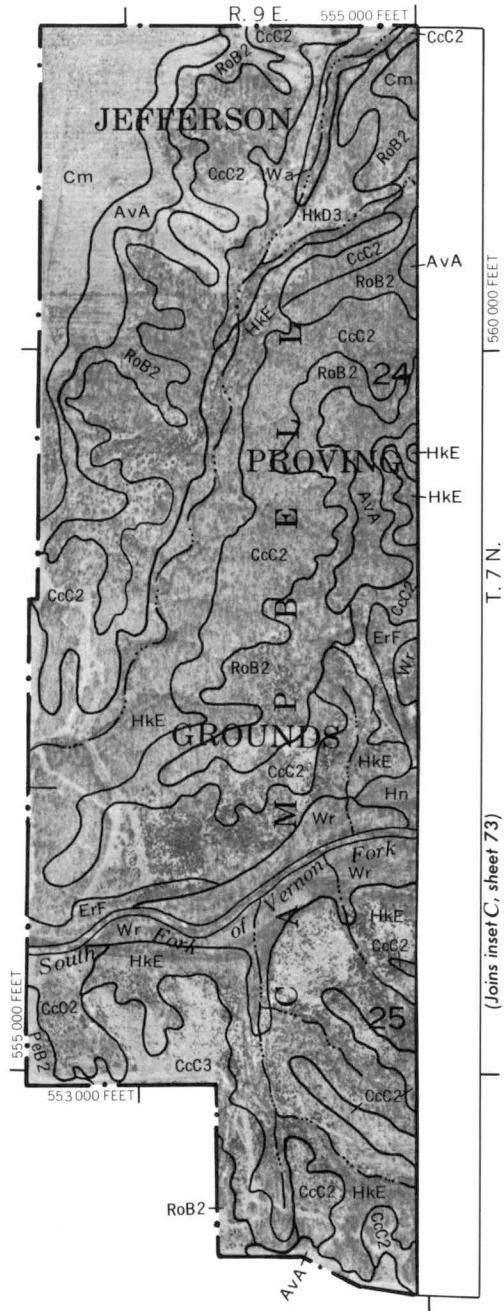 R. 9 E.
555 000 FEET
CcC2
CcC2
RoB2
Cm
JEFFERSON
RoB2
Cm
CcC2
Wa
AvA
HkD3
CcC2
AvA
RoB2
HkE
560 000 FEET
CcC2
RoB2
RoB2
24
PROVING
HkE
AvA
HkE
CcC2
T. 7 N.
CcC2
CcC2
ErF
Wr
RoB2
HkE
GROUNDS
HkE
CcC2
Hn
Wr
CAMPBELL
(Joins inset C, sheet 73)
South Fork of Vernon Fork
Wr
ErF
Wr
HkE
HkE
CcC2
CcC2
25
PeB2
CcC3
555 000 FEET
553 000 FEET
CcC2
RoB2
CcC2
HkE
CcC2
AvA